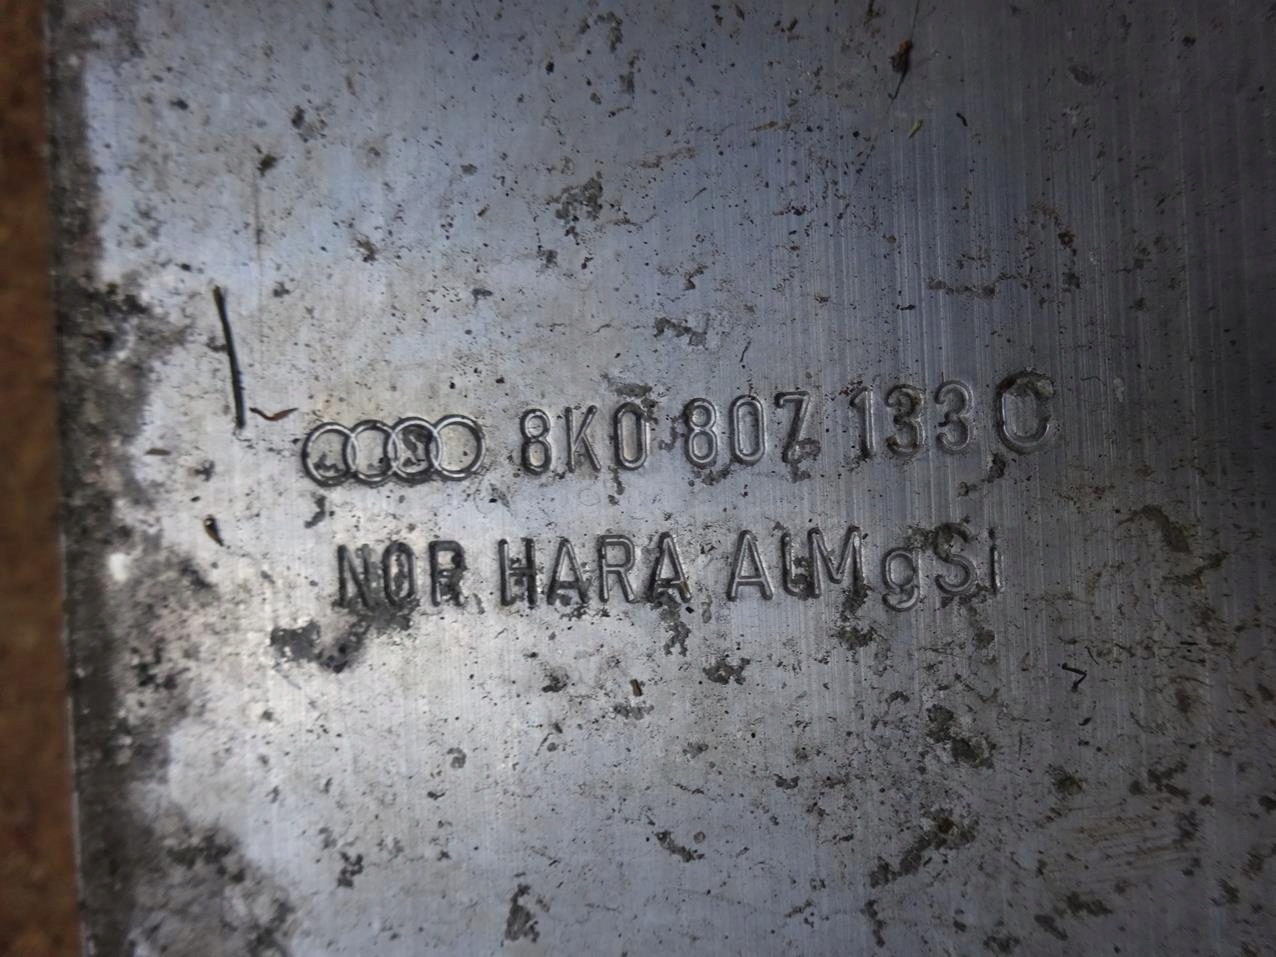 8K0 807 133 C
NOR HARA ALMgSi